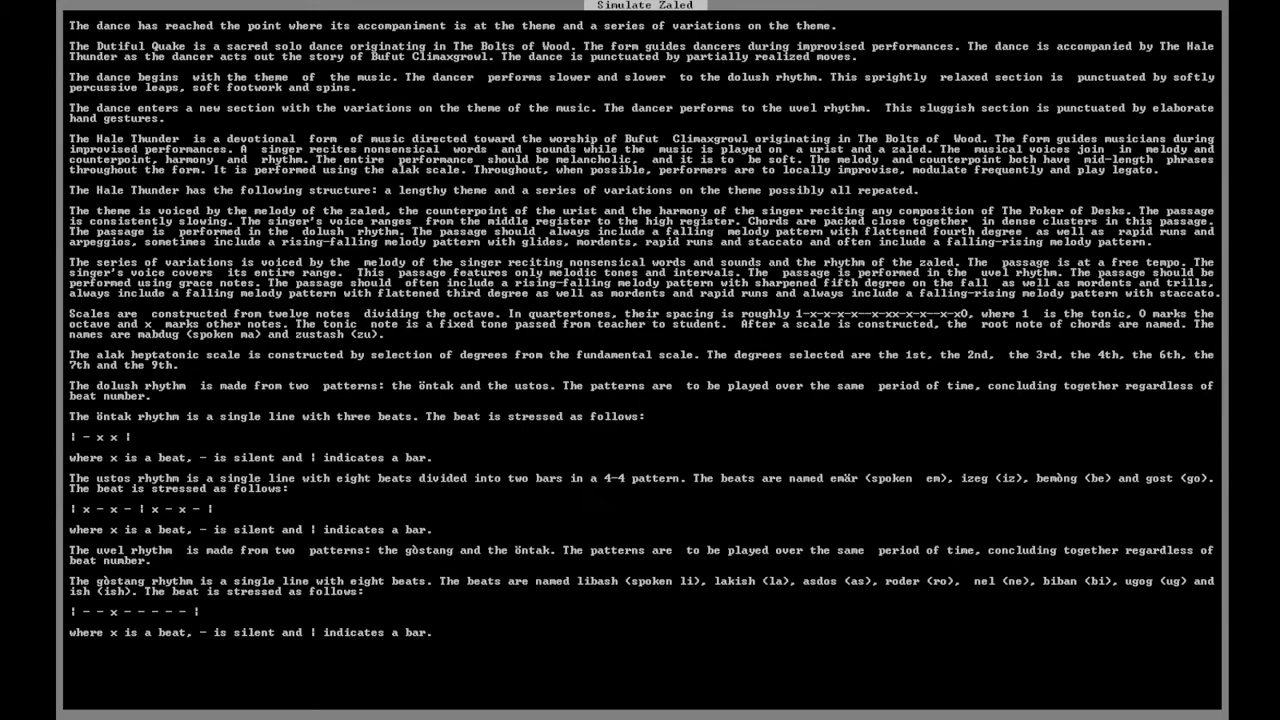 Simulate Zaled
The dance has reached the point where its accompaniment is at the theme and a series of variations on the theme.
The Dutiful Quake is a sacred solo dance originating in The Bolts of Wood. The form guides dancers during improvised performances. The dance is accompanied by The Hale
Thunder as the dancer acts out the story of Bufut Climaxgrowl. The dance is punctuated by partially realized moves.
The dance begins with the theme of the music. The dancer performs slower and slower to the dolush rhythm. This sprightly relaxed section is punctuated by softly
percussive leaps, soft footwork and spins.
The dance enters a new section with the variations on the theme of the music. The dancer performs to the uvel rhythm. This sluggish section is punctuated by elaborate
hand gestures.
The Hale Thunder is a devotional form of music directed toward the worship of Bufut Climaxgrowl originating in The Bolts of Wood. The form guides musicians during
improvised performances. A singer recites nonsensical words and sounds while the music is played on a urist and a zaled. The musical voices join in melody and
counterpoint, harmony and rhythm. The entire performance should be melancholic, and it is to be soft. The melody and counterpoint both have mid-length phrases
throughout the form. It is performed using the alak scale. Throughout, when possible, performers are to locally improvise, modulate frequently and play legato.
The Hale Thunder has the following structure: a lengthy theme and a series of variations on the theme possibly all repeated.
The theme is voiced by the melody of the zaled, the counterpoint of the urist and the harmony of the singer reciting any composition of The Poker of Desks. The passage
is consistently slowing. The singer's voice ranges from the middle register to the high register. Chords are packed close together in dense clusters in this passage.
The passage is performed in the dolush rhythm. The passage should always include a falling melody pattern with flattened fourth degree as well as rapid runs and
arpeggios, sometimes include a rising-falling melody pattern with glides, mordents, rapid runs and staccato and often include a falling-rising melody pattern.
The series of variations is voiced by the melody of the singer reciting nonsensical words and sounds and the rhythm of the zaled. The passage is at a free tempo. The
singer's voice covers its entire range. This passage features only melodic tones and intervals. The passage is performed in the uvel rhythm. The passage should be
performed using grace notes. The passage should often include a rising-falling melody pattern with sharpened fifth degree on the fall as well as mordents and trills,
always include a falling melody pattern with flattened third degree as well as mordents and rapid runs and always include a falling-rising melody pattern with staccato.
Scales are constructed from twelve notes dividing the octave. In quartertones, their spacing is roughly 1-x-x-x-x--x-xx-x-x--x-xO, where 1 is the tonic, O marks the
octave and x marks other notes. The tonic note is a fixed tone passed from teacher to student. After a scale is constructed, the root note of chords are named. The
names are mabdug (spoken ma) and zustash (zu).
The alak heptatonic scale is constructed by selection of degrees from the fundamental scale. The degrees selected are the 1st, the 2nd, the 3rd, the 4th, the 6th, the
7th and the 9th.
The dolush rhythm is made from two patterns: the öntak and the ustos. The patterns are to be played over the same period of time, concluding together regardless of
beat number.
The öntak rhythm is a single line with three beats. The beat is stressed as follows:
| - x x |
where x is a beat, - is silent and | indicates a bar.
The ustos rhythm is a single line with eight beats divided into two bars in a 4-4 pattern. The beats are named emär (spoken em), izeg (iz), bemòng (be) and gost (go).
The beat is stressed as follows:
| x - x - | x - x - |
where x is a beat, - is silent and | indicates a bar.
The uvel rhythm is made from two patterns: the gòstang and the öntak. The patterns are to be played over the same period of time, concluding together regardless of
beat number.
The gòstang rhythm is a single line with eight beats. The beats are named libash (spoken li), lakish (la), asdos (as), roder (ro), nel (ne), biban (bi), ugog (ug) and
ish (ish). The beat is stressed as follows:
| - - x - - - - - |
where x is a beat, - is silent and | indicates a bar.